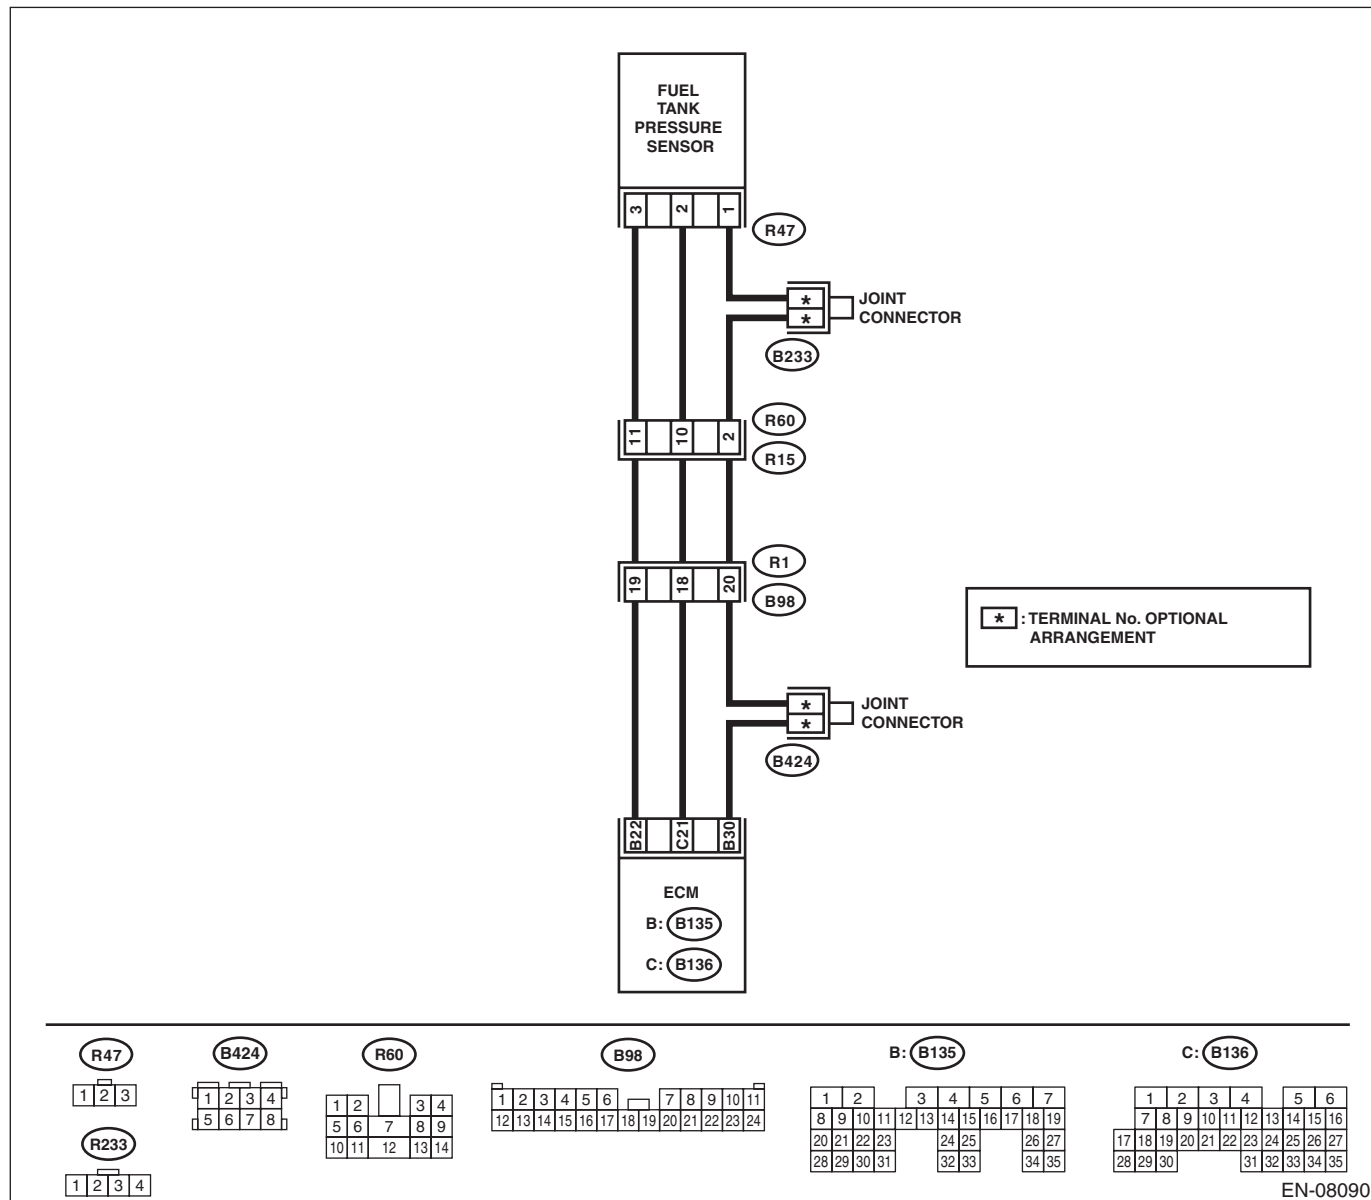 FUEL
TANK
PRESSURE
SENSOR
3 2 1
R47
* JOINT
* CONNECTOR
B233
R60
11 10 2
R15
R1
19 18 20
B98
* : TERMINAL No. OPTIONAL
ARRANGEMENT
* JOINT
* CONNECTOR
B424
B22 C21 B30
ECM
B: B135
C: B136
R47
1 2 3
R233
1 2 3 4
B424
1 2 3 4
5 6 7 8
R60
1 2 3 4
5 6 7 8 9
10 11 12 13 14
B98
1 2 3 4 5 6 7 8 9 10 11
12 13 14 15 16 17 18 19 20 21 22 23 24
B: B135
1 2 3 4 5 6 7
8 9 10 11 12 13 14 15 16 17 18 19
20 21 22 23 24 25 26 27
28 29 30 31 32 33 34 35
C: B136
1 2 3 4 5 6
7 8 9 10 11 12 13 14 15 16
17 18 19 20 21 22 23 24 25 26 27
28 29 30 31 32 33 34 35
EN-08090